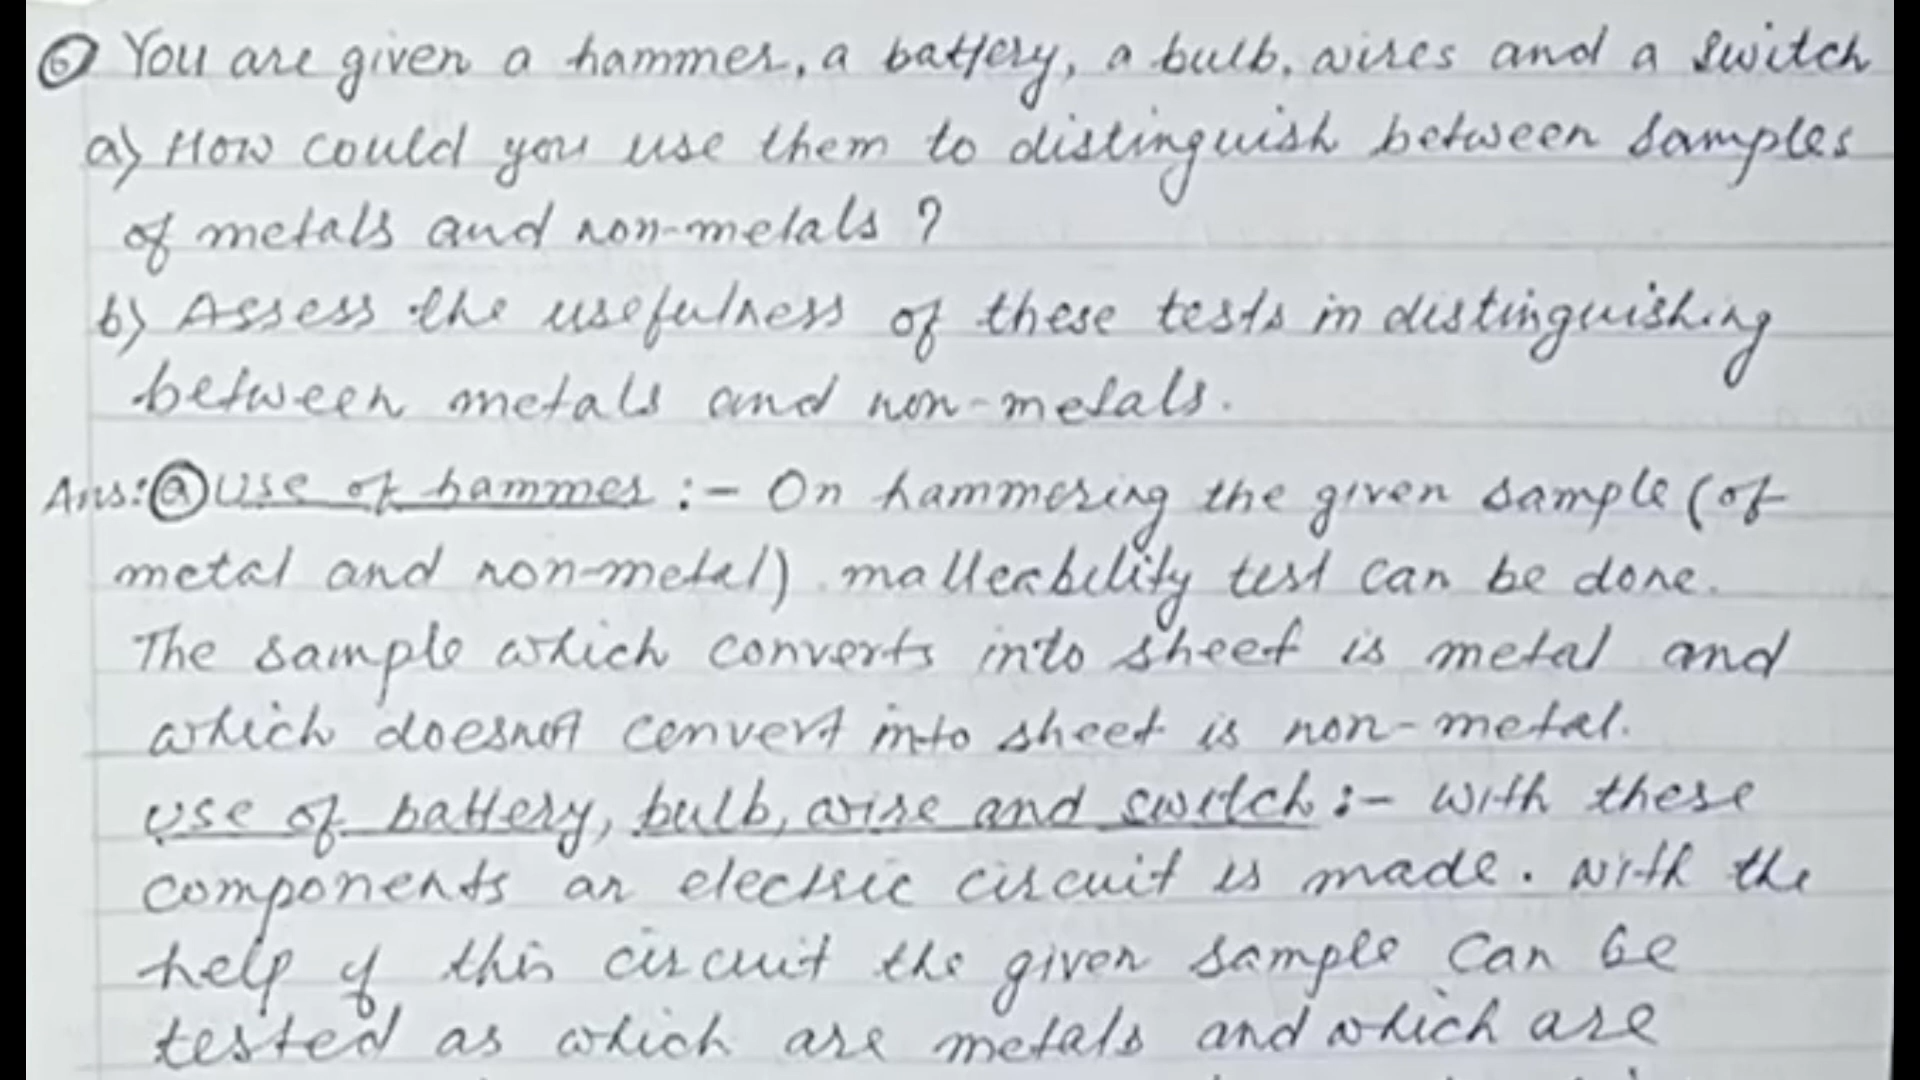 6 You are given a hammer, a battery, a bulb, wires and a switch
a) How could you use them to distinguish between samples
of metals and non-metals ?
b) Assess the usefulness of these tests in distinguishing
between metals and non-metals.
Ans:- a Use of hammer :- On hammering the given sample (of
metal and non-metal) malleability test can be done.
The sample which converts into sheet is metal and
which doesnot convert into sheet is non-metal.
Use of battery, bulb, wire and switch :- With these
components an electric circuit is made. With the
help of this circuit the given sample can be
tested as which are metals and which are